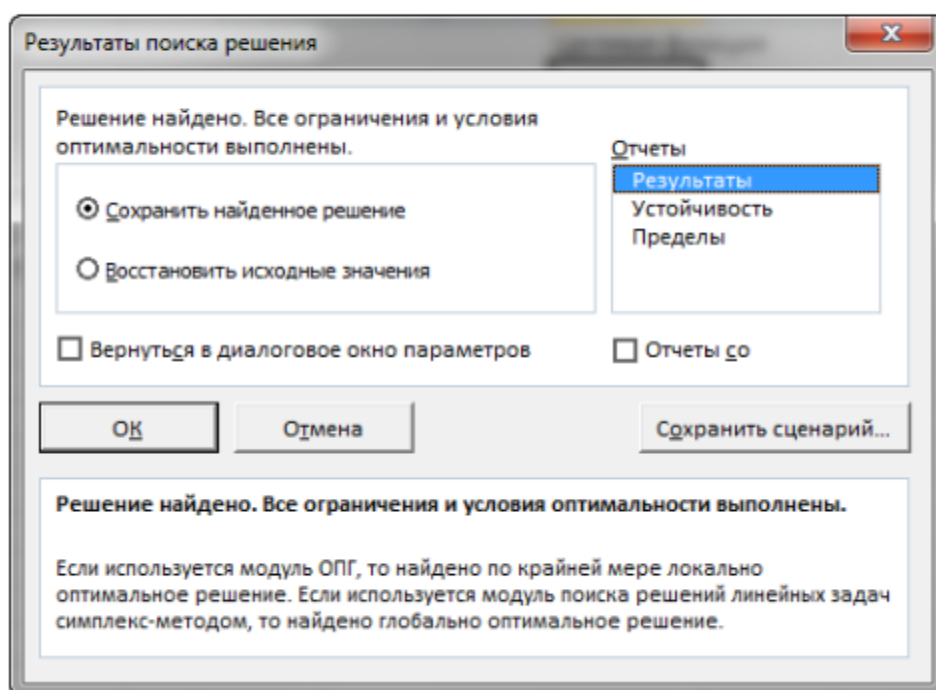 Результаты поиска решения
Решение найдено. Все ограничения и условия
оптимальности выполнены.
Сохранить найденное решение
Восстановить исходные значения
Отчеты
Результаты
Устойчивость
Пределы
Вернуться в диалоговое окно параметров
Отчеты со
ОК
Отмена
Сохранить сценарий...
Решение найдено. Все ограничения и условия оптимальности выполнены.
Если используется модуль ОПГ, то найдено по крайней мере локально
оптимальное решение. Если используется модуль поиска решений линейных задач
симплекс-методом, то найдено глобально оптимальное решение.